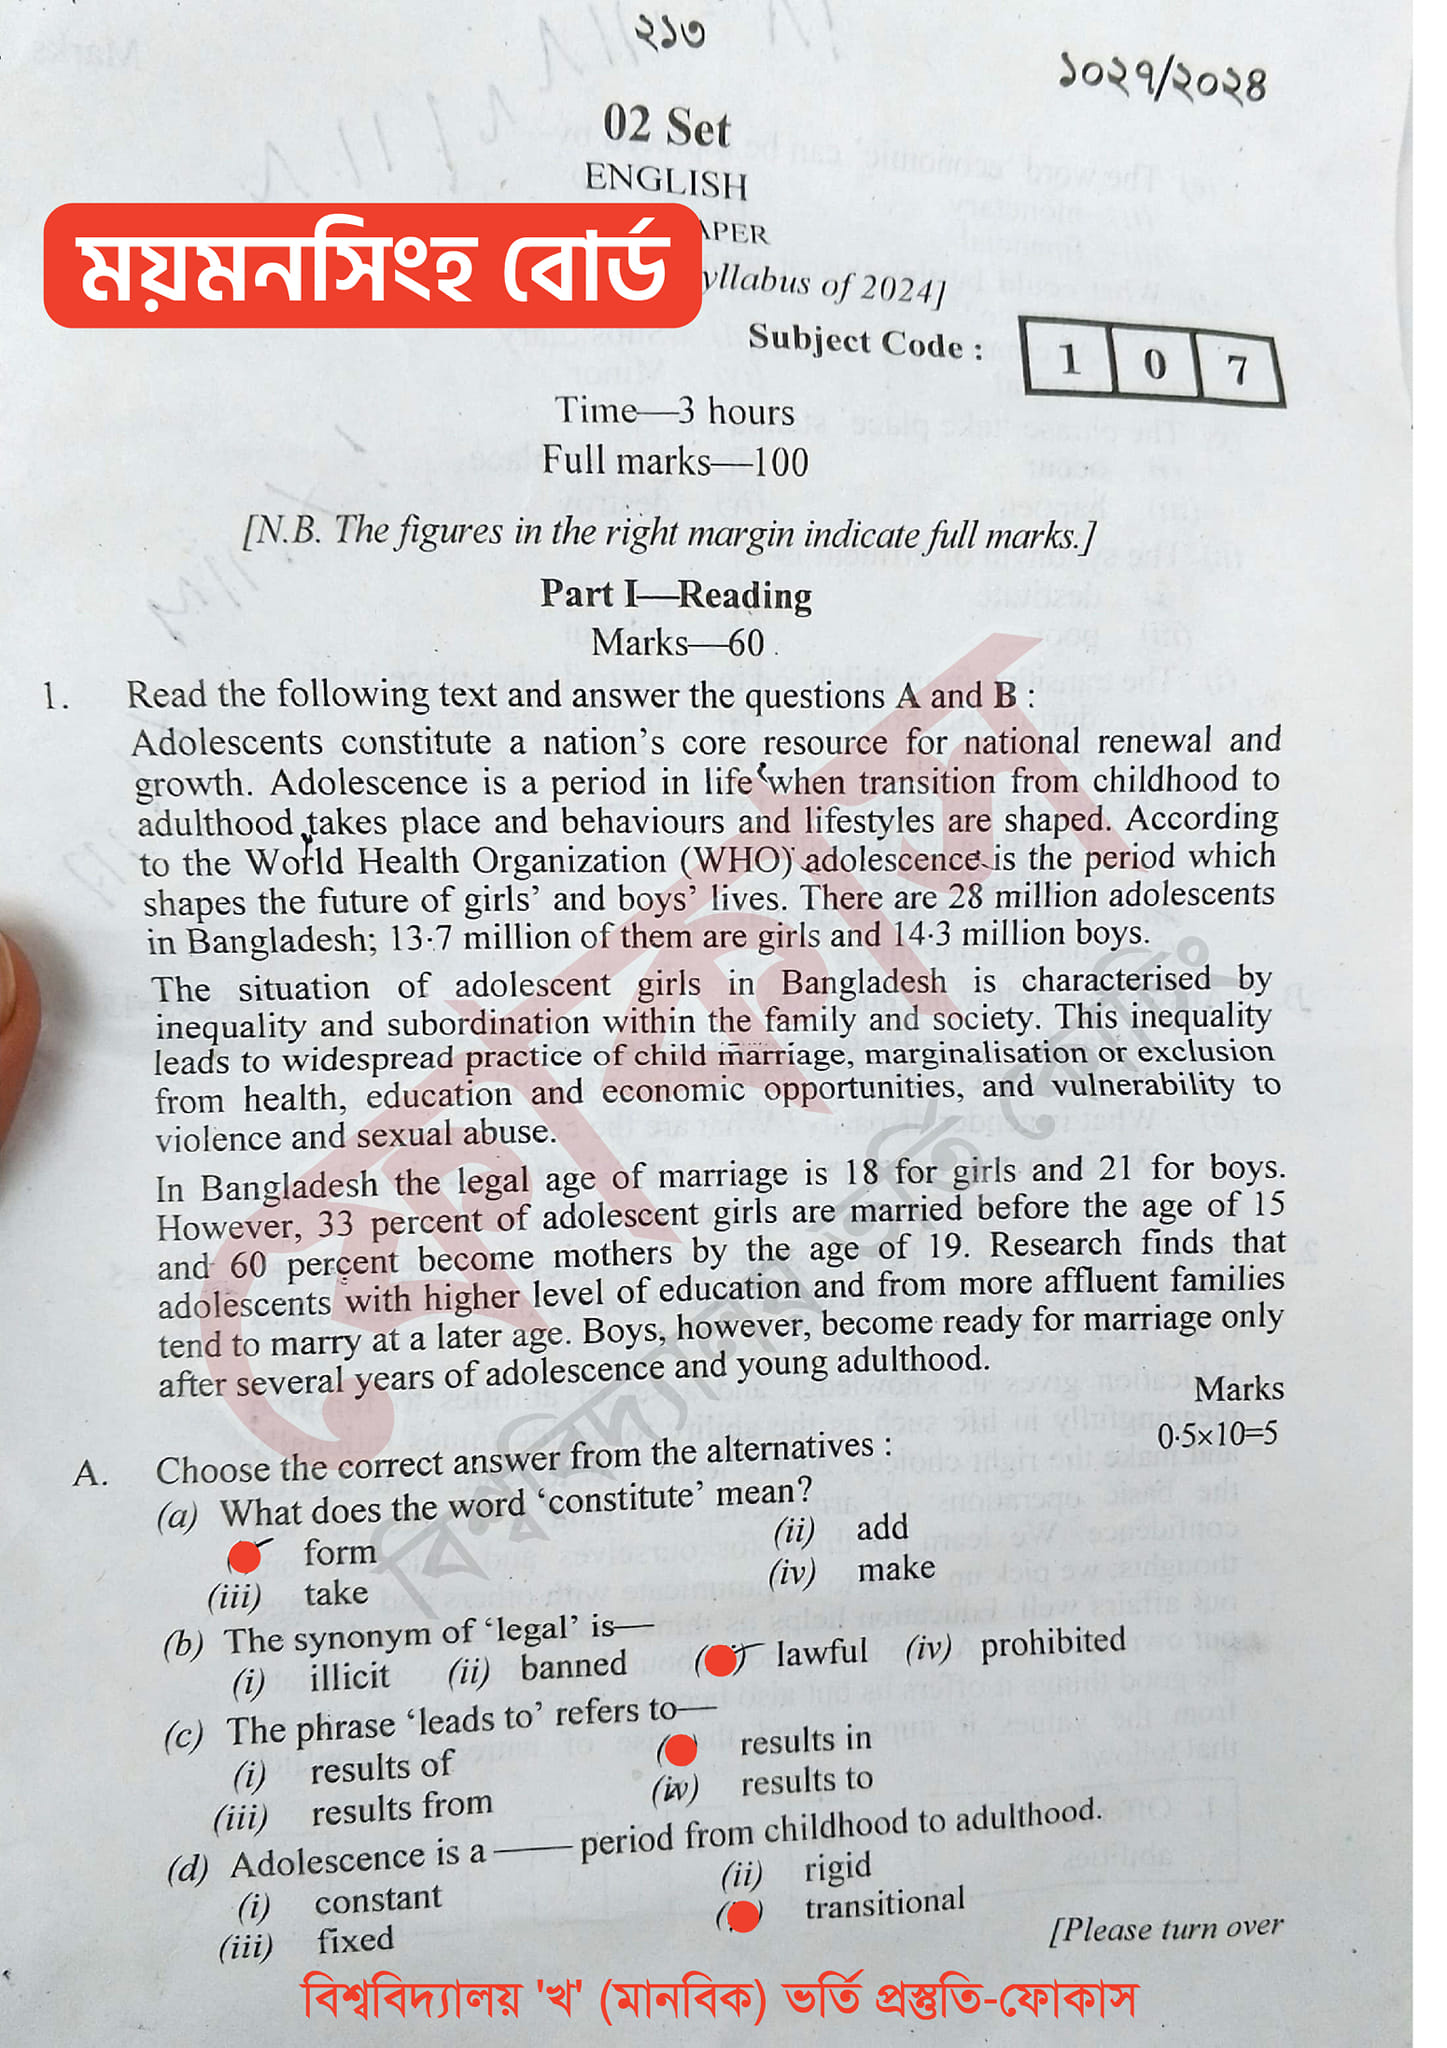 ২১৩
১০২৭/২০২৪
02 Set
ENGLISH
ময়মনসিংহ বোর্ড
APER
yllabus of 2024]
Subject Code : 1 0 7
Time—3 hours
Full marks—100
[N.B. The figures in the right margin indicate full marks.]
Part I—Reading
Marks—60
1. Read the following text and answer the questions A and B :
Adolescents constitute a nation's core resource for national renewal and
growth. Adolescence is a period in life when transition from childhood to
adulthood takes place and behaviours and lifestyles are shaped. According
to the World Health Organization (WHO) adolescence is the period which
shapes the future of girls' and boys' lives. There are 28 million adolescents
in Bangladesh; 13·7 million of them are girls and 14·3 million boys.
The situation of adolescent girls in Bangladesh is characterised by
inequality and subordination within the family and society. This inequality
leads to widespread practice of child marriage, marginalisation or exclusion
from health, education and economic opportunities, and vulnerability to
violence and sexual abuse.
In Bangladesh the legal age of marriage is 18 for girls and 21 for boys.
However, 33 percent of adolescent girls are married before the age of 15
and 60 percent become mothers by the age of 19. Research finds that
adolescents with higher level of education and from more affluent families
tend to marry at a later age. Boys, however, become ready for marriage only
after several years of adolescence and young adulthood.
Marks
A. Choose the correct answer from the alternatives : 0·5×10=5
(a) What does the word 'constitute' mean?
form (ii) add
(iii) take (iv) make
(b) The synonym of 'legal' is—
(i) illicit (ii) banned lawful (iv) prohibited
(c) The phrase 'leads to' refers to—
(i) results of results in
(iii) results from (iv) results to
(d) Adolescence is a —— period from childhood to adulthood.
(i) constant (ii) rigid
(iii) fixed transitional
[Please turn over
ফোকাস
বিশ্ববিদ্যালয় ভর্তি কোচিং
বিশ্ববিদ্যালয় 'খ' (মানবিক) ভর্তি প্রস্তুতি-ফোকাস